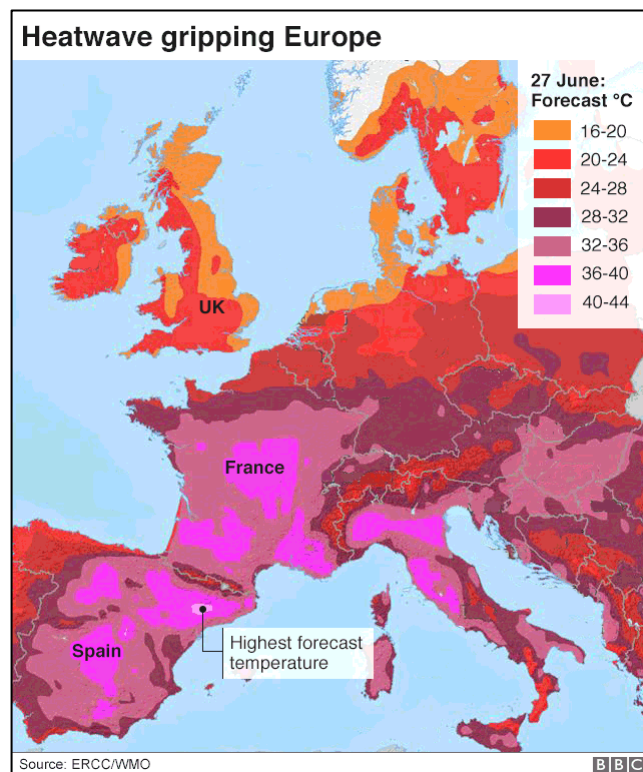 Heatwave gripping Europe
27 June:
Forecast °C
16-20
20-24
24-28
28-32
32-36
36-40
40-44
UK
France
Spain
Highest forecast
temperature
Source: ERCC/WMO
BBC